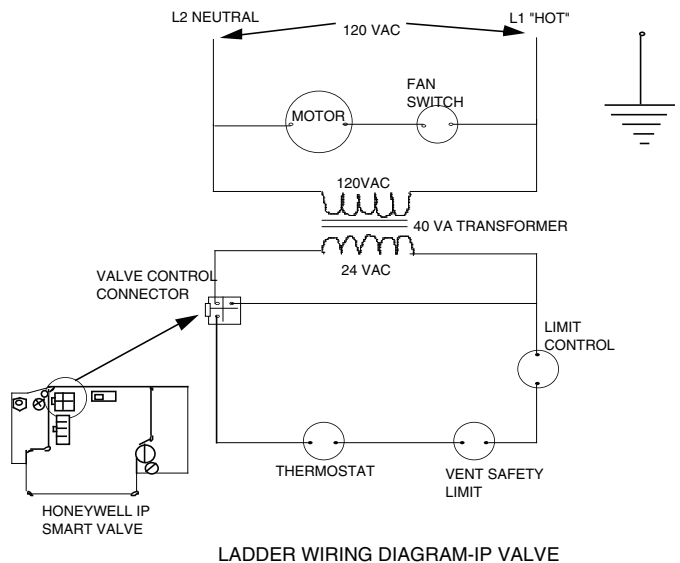 L2 NEUTRAL
120 VAC
L1 "HOT"
FAN
SWITCH
MOTOR
120VAC
40 VA TRANSFORMER
24 VAC
VALVE CONTROL
CONNECTOR
LIMIT
CONTROL
THERMOSTAT
VENT SAFETY
LIMIT
HONEYWELL IP
SMART VALVE
LADDER WIRING DIAGRAM-IP VALVE